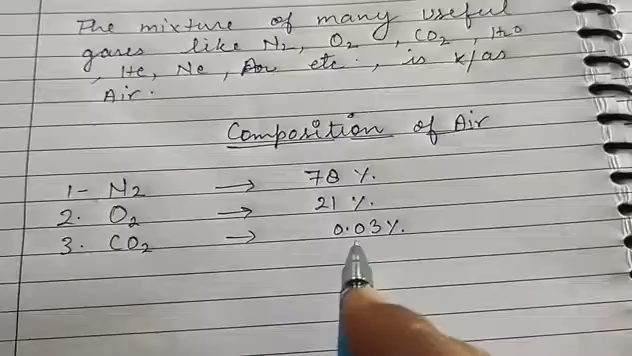 The mixture of many useful
gases like N2, O2, CO2, H2O
, He, Ne, etc., is k/as
Air.
Composition of Air
1- N2 → 78 %.
2. O2 → 21 %.
3. CO2 → 0.03%.